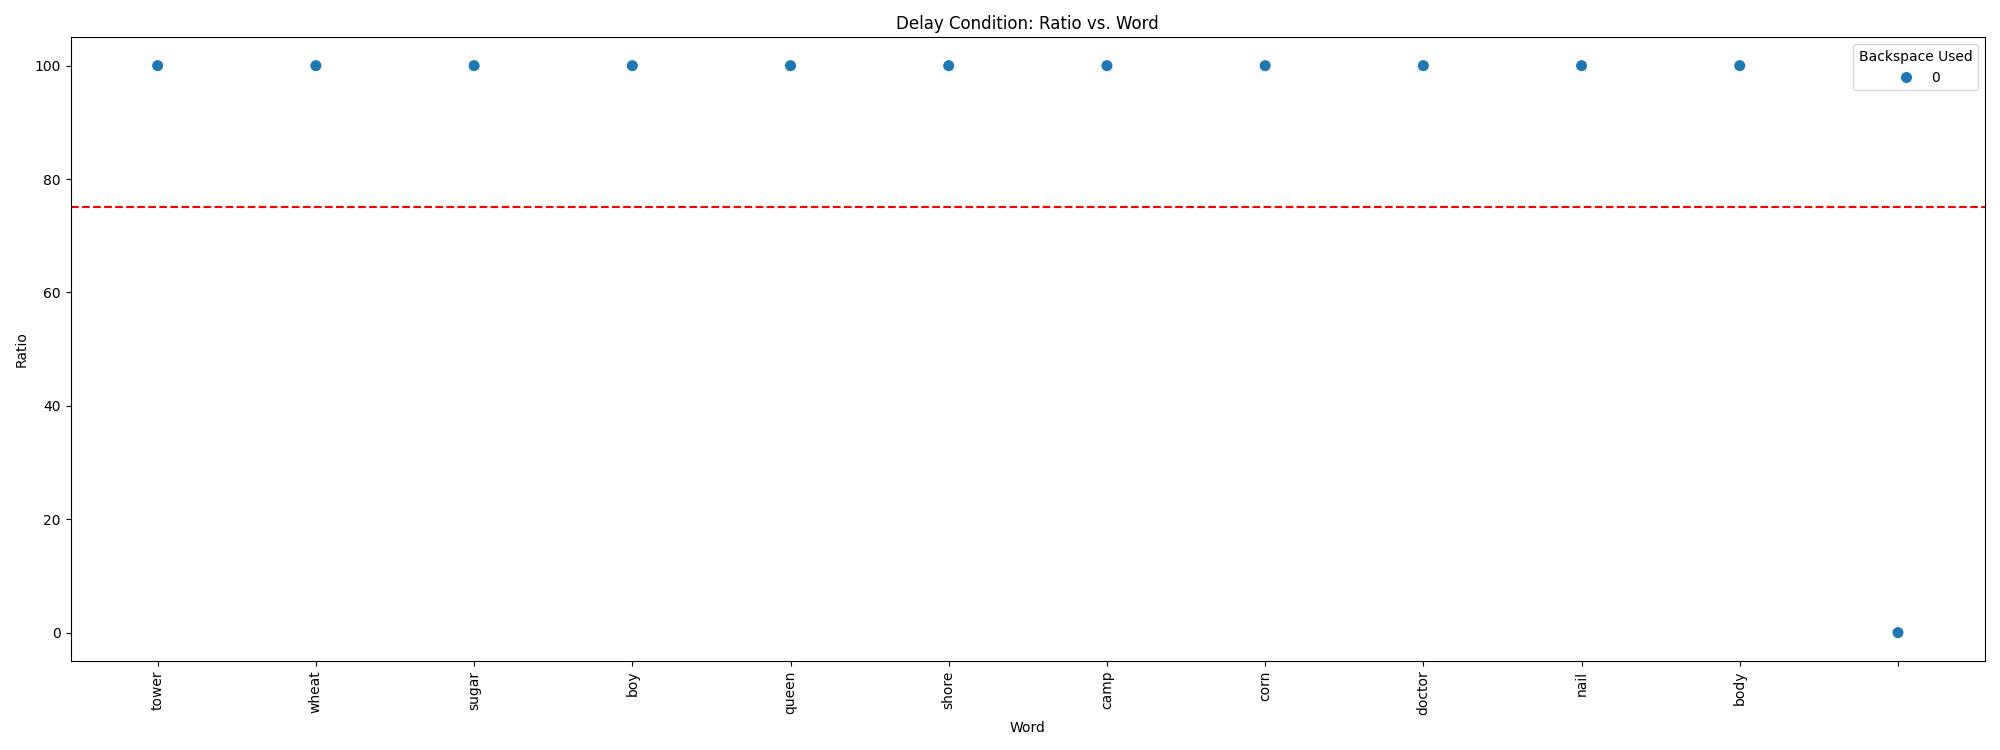 Delay Condition: Ratio vs. Word
Backspace Used
0
100
80
60
40
20
0
Ratio
tower
wheat
sugar
boy
queen
shore
camp
corn
doctor
nail
body
Word